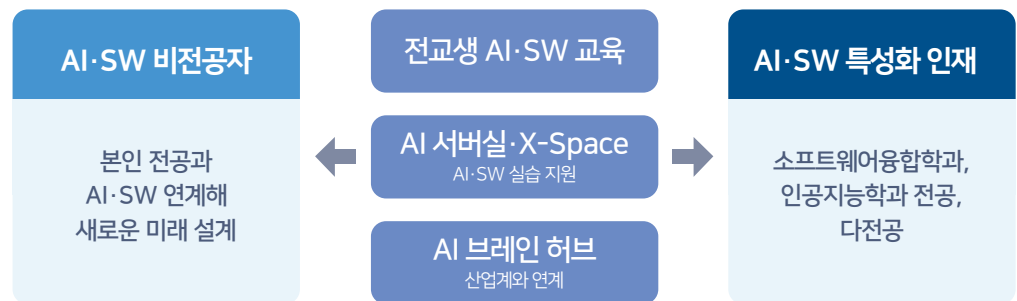 AI·SW 비전공자
본인 전공과
AI·SW 연계해
새로운 미래 설계
전교생 AI·SW 교육
AI 서버실·X-Space
AI·SW 실습 지원
AI 브레인 허브
산업계와 연계
AI·SW 특성화 인재
소프트웨어융합학과,
인공지능학과 전공,
다전공